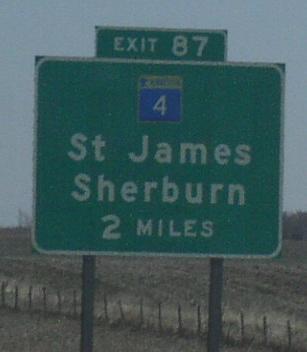 EXIT 87
4
St James
Sherburn
2 MILES